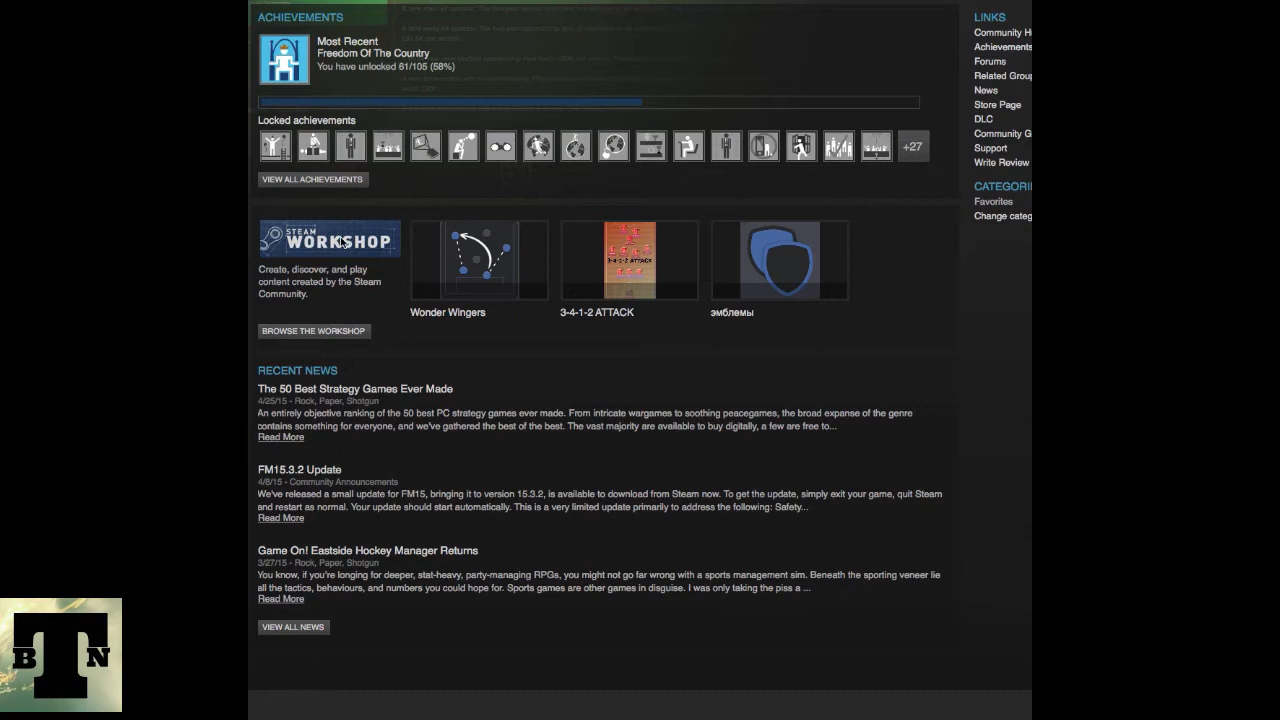 ACHIEVEMENTS
Most Recent
Freedom Of The Country
You have unlocked 61/105 (58%)
Locked achievements
+27
VIEW ALL ACHIEVEMENTS
STEAM
WORKSHOP
Create, discover, and play
content created by the Steam
Community.
BROWSE THE WORKSHOP
Wonder Wingers
3-4-1-2 ATTACK
3-4-1-2 ATTACK
эмблемы
RECENT NEWS
The 50 Best Strategy Games Ever Made
4/25/15 - Rock, Paper, Shotgun
An entirely objective ranking of the 50 best PC strategy games ever made. From intricate wargames to soothing peacegames, the broad expanse of the genre
contains something for everyone, and we've gathered the best of the best. The vast majority are available to buy digitally, a few are free to...
Read More
FM15.3.2 Update
4/8/15 - Community Announcements
We've released a small update for FM15, bringing it to version 15.3.2, is available to download from Steam now. To get the update, simply exit your game, quit Steam
and restart as normal. Your update should start automatically. This is a very limited update primarily to address the following: Safety...
Read More
Game On! Eastside Hockey Manager Returns
3/27/15 - Rock, Paper, Shotgun
You know, if you're longing for deeper, stat-heavy, party-managing RPGs, you might not go far wrong with a sports management sim. Beneath the sporting veneer lie
all the tactics, behaviours, and numbers you could hope for. Sports games are other games in disguise. I was only taking the piss a ...
Read More
VIEW ALL NEWS
LINKS
Community H
Achievements
Forums
Related Grou
News
Store Page
DLC
Community G
Support
Write Review
CATEGORI
Favorites
Change categ
BTN